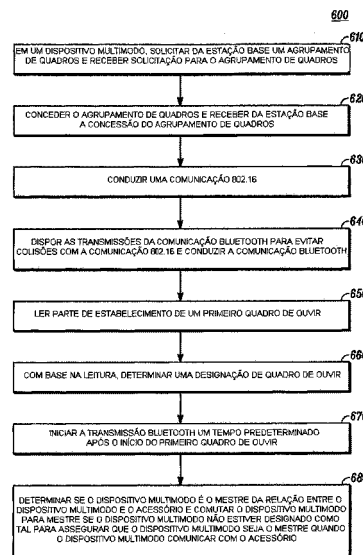 600
610
EM UM DISPOSITIVO MULTIMODO, SOLICITAR DA ESTAÇÃO BASE UM AGRUPAMENTO
DE QUADROS E RECEBER SOLICITAÇÃO PARA O AGRUPAMENTO DE QUADROS
620
CONCEDER O AGRUPAMENTO DE QUADROS E RECEBER DA ESTAÇÃO BASE
A CONCESSÃO DO AGRUPAMENTO DE QUADROS
630
CONDUZIR UMA COMUNICAÇÃO 802.16
640
DISPOR AS TRANSMISSÕES DA COMUNICAÇÃO BLUETOOTH PARA EVITAR
COLISÕES COM A COMUNICAÇÃO 802.16 E CONDUZIR A COMUNICAÇÃO BLUETOOTH
650
LER PARTE DE ESTABELECIMENTO DE UM PRIMEIRO QUADRO DE OUVIR
660
COM BASE NA LEITURA, DETERMINAR UMA DESIGNAÇÃO DE QUADRO DE OUVIR
670
INICIAR A TRANSMISSÃO BLUETOOTH UM TEMPO PREDETERMINADO
APÓS O INÍCIO DO PRIMEIRO QUADRO DE OUVIR
680
DETERMINAR SE O DISPOSITIVO MULTIMODO É O MESTRE DA RELAÇÃO ENTRE O
DISPOSITIVO MULTIMODO E O ACESSÓRIO E COMUTAR O DISPOSITIVO MULTIMODO
PARA MESTRE SE O DISPOSITIVO MULTIMODO NÃO ESTIVER DESIGNADO COMO
TAL PARA ASSEGURAR QUE O DISPOSITIVO MULTIMODO SEJA O MESTRE QUANDO
O DISPOSITIVO MULTIMODO COMUNICAR COM O ACESSÓRIO